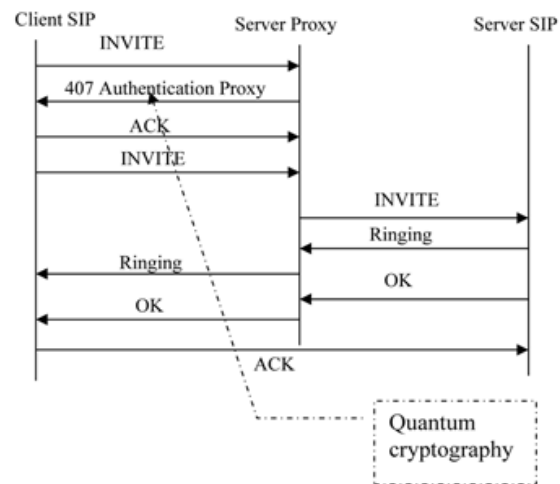 Client SIP
Server Proxy
Server SIP
INVITE
407 Authentication Proxy
ACK
INVITE
INVITE
Ringing
Ringing
OK
OK
ACK
Quantum
cryptography